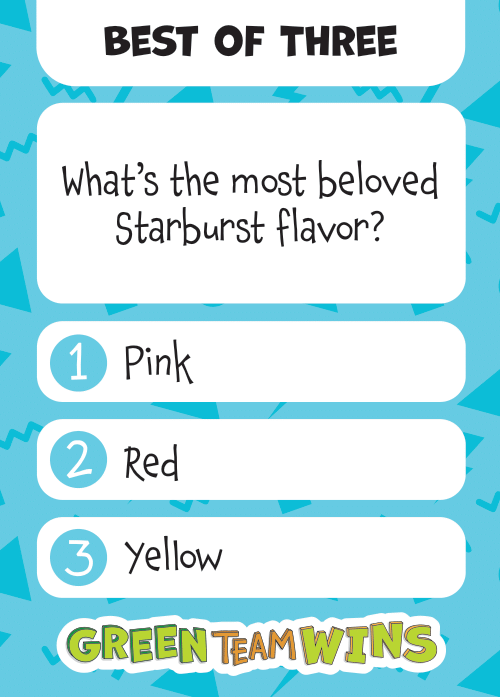 BEST OF THREE
What's the most beloved
Starburst flavor?
1 Pink
2 Red
3 Yellow
GREEN TEAM WINS